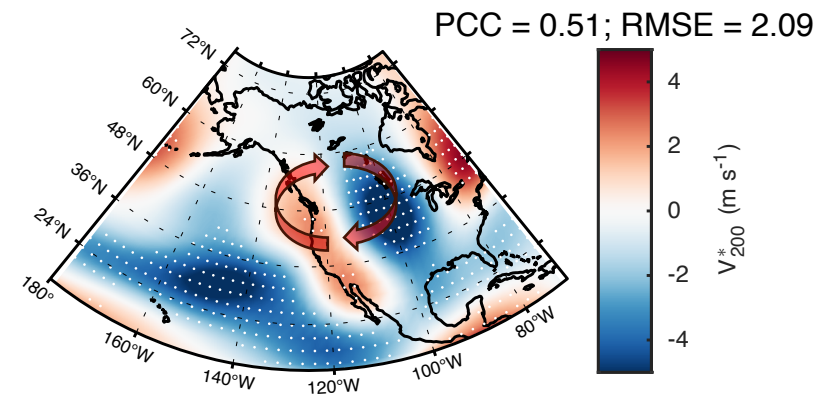 PCC = 0.51; RMSE = 2.09
72°N
60°N
48°N
36°N
24°N
180°
160°W
140°W
120°W
100°W
80°W
4
2
0
-2
-4
V*200 (m s-1)